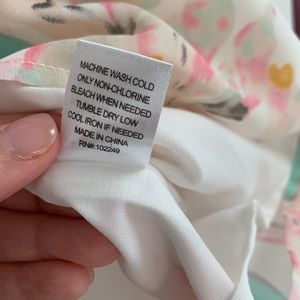 MACHINE WASH COLD
ONLY NON-CHLORINE
BLEACH WHEN NEEDED
TUMBLE DRY LOW
COOL IRON IF NEEDED
MADE IN CHINA
RN#:102249